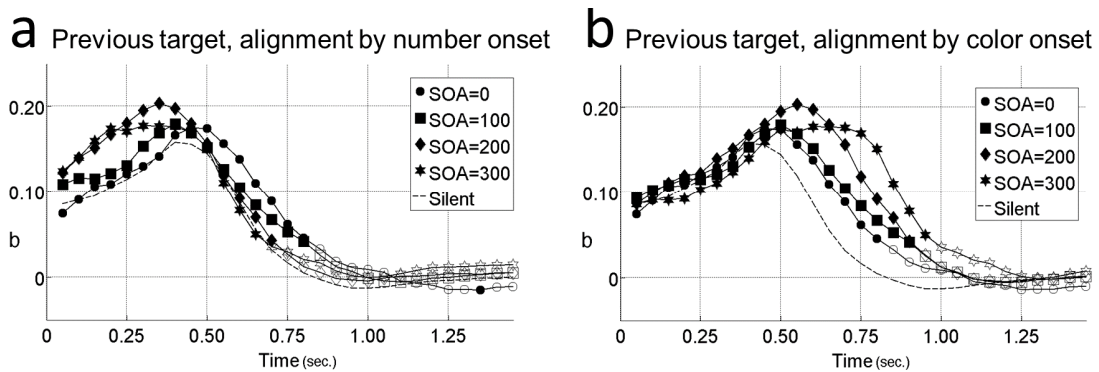 a Previous target, alignment by number onset
0.20
0.10
b
0
SOA=0
SOA=100
SOA=200
SOA=300
Silent
0 0.25 0.50 0.75 1.00 1.25
Time (sec.)
b Previous target, alignment by color onset
0.20
0.10
b
0
SOA=0
SOA=100
SOA=200
SOA=300
Silent
0 0.25 0.50 0.75 1.00 1.25
Time (sec.)